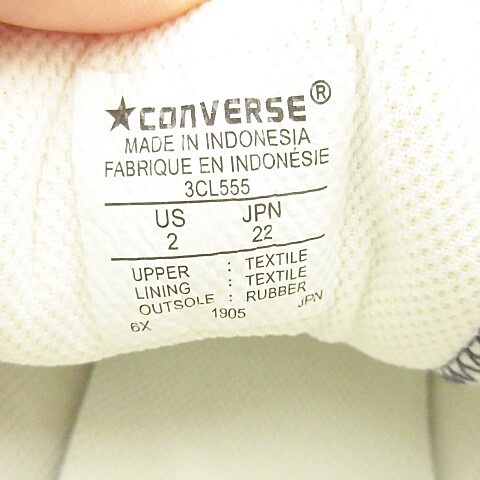 ★CONVERSE®
MADE IN INDONESIA
FABRIQUE EN INDONÉSIE
3CL555
US JPN
2 22
UPPER : TEXTILE
LINING : TEXTILE
OUTSOLE : RUBBER
6X 1905 JPN